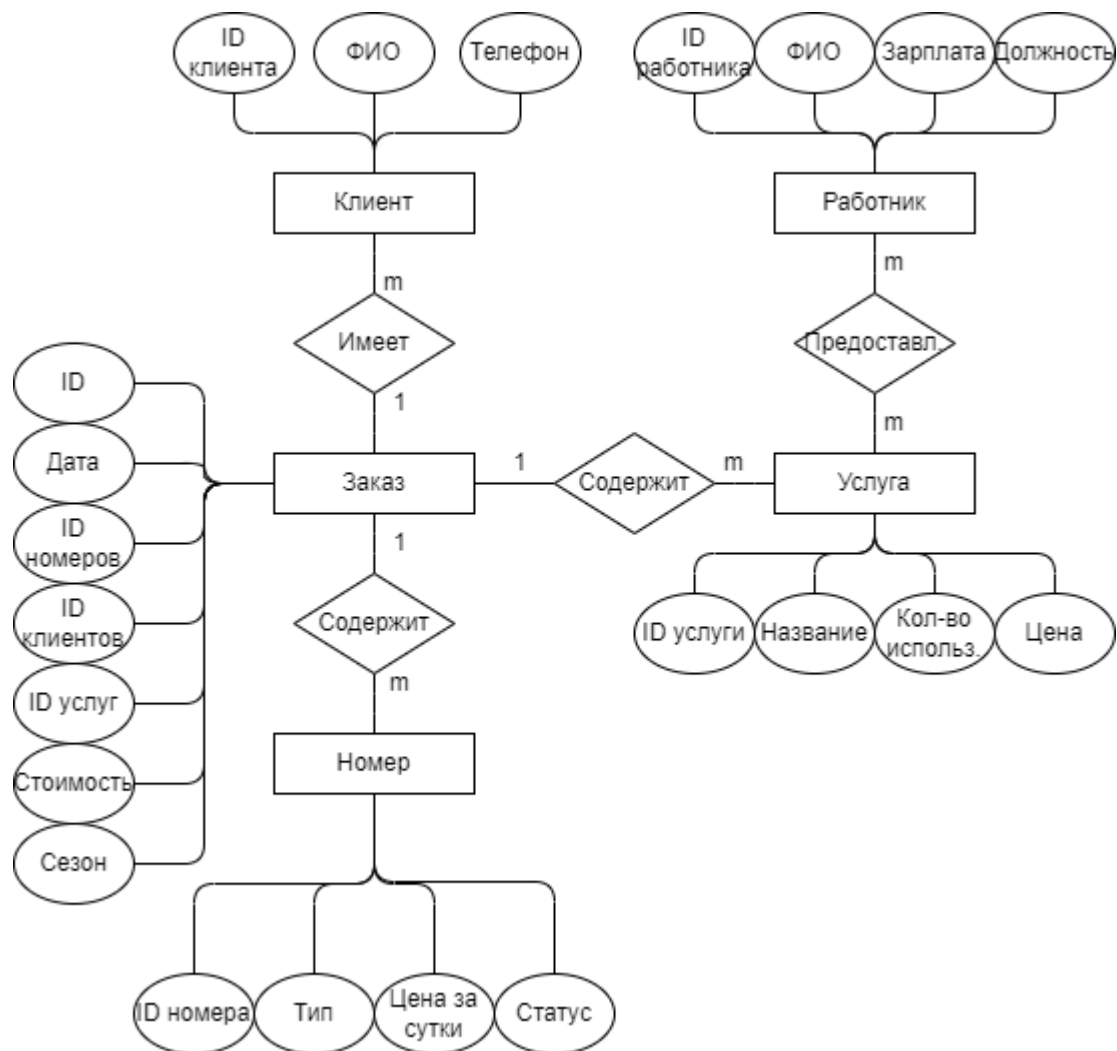 ID
клиента
ФИО
Телефон
ID
работника
ФИО
Зарплата
Должность
Клиент
Работник
m
m
Имеет
Предоставл.
1
m
ID
Дата
ID
номеров
ID
клиентов
ID услуг
Стоимость
Сезон
Заказ
1
Содержит
m
Услуга
1
Содержит
m
ID услуги
Название
Кол-во
использ.
Цена
Номер
ID номера
Тип
Цена за
сутки
Статус